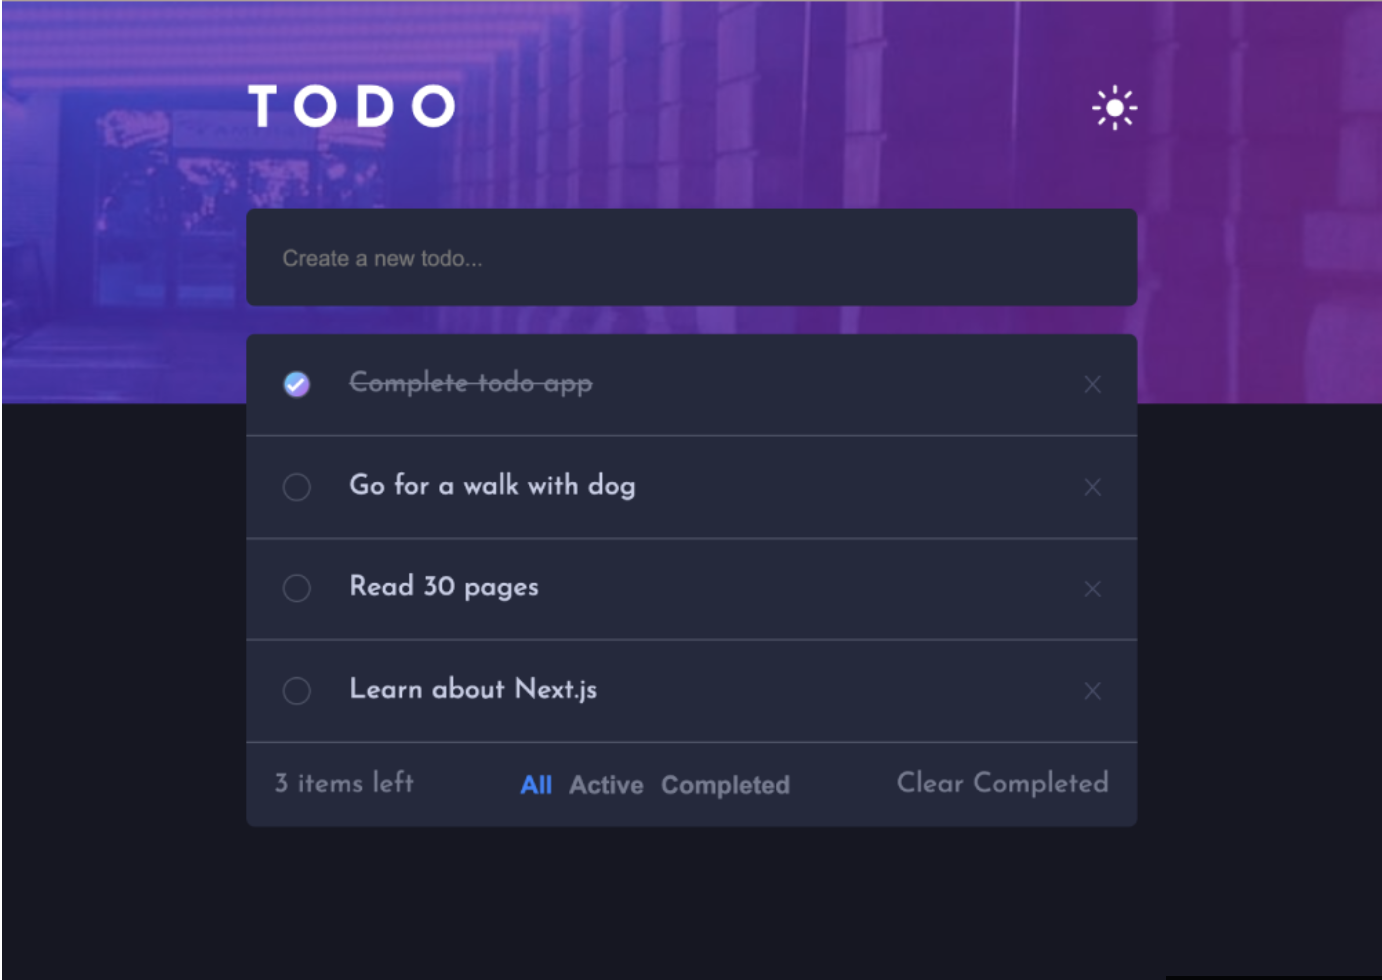 TODO
Create a new todo...
Complete todo app
Go for a walk with dog
Read 30 pages
Learn about Next.js
3 items left All Active Completed Clear Completed